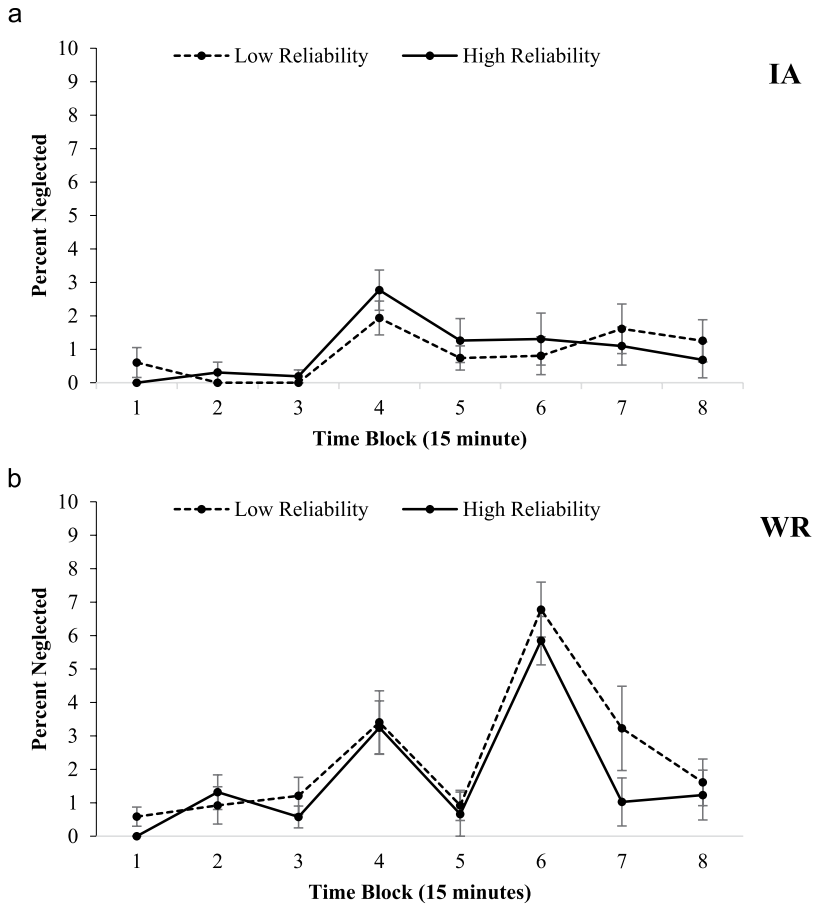 a
Low Reliability High Reliability
IA
10
9
8
7
6
5
4
3
2
1
0
Percent Neglected
1 2 3 4 5 6 7 8
Time Block (15 minute)
b
Low Reliability High Reliability
WR
10
9
8
7
6
5
4
3
2
1
0
Percent Neglected
1 2 3 4 5 6 7 8
Time Block (15 minutes)